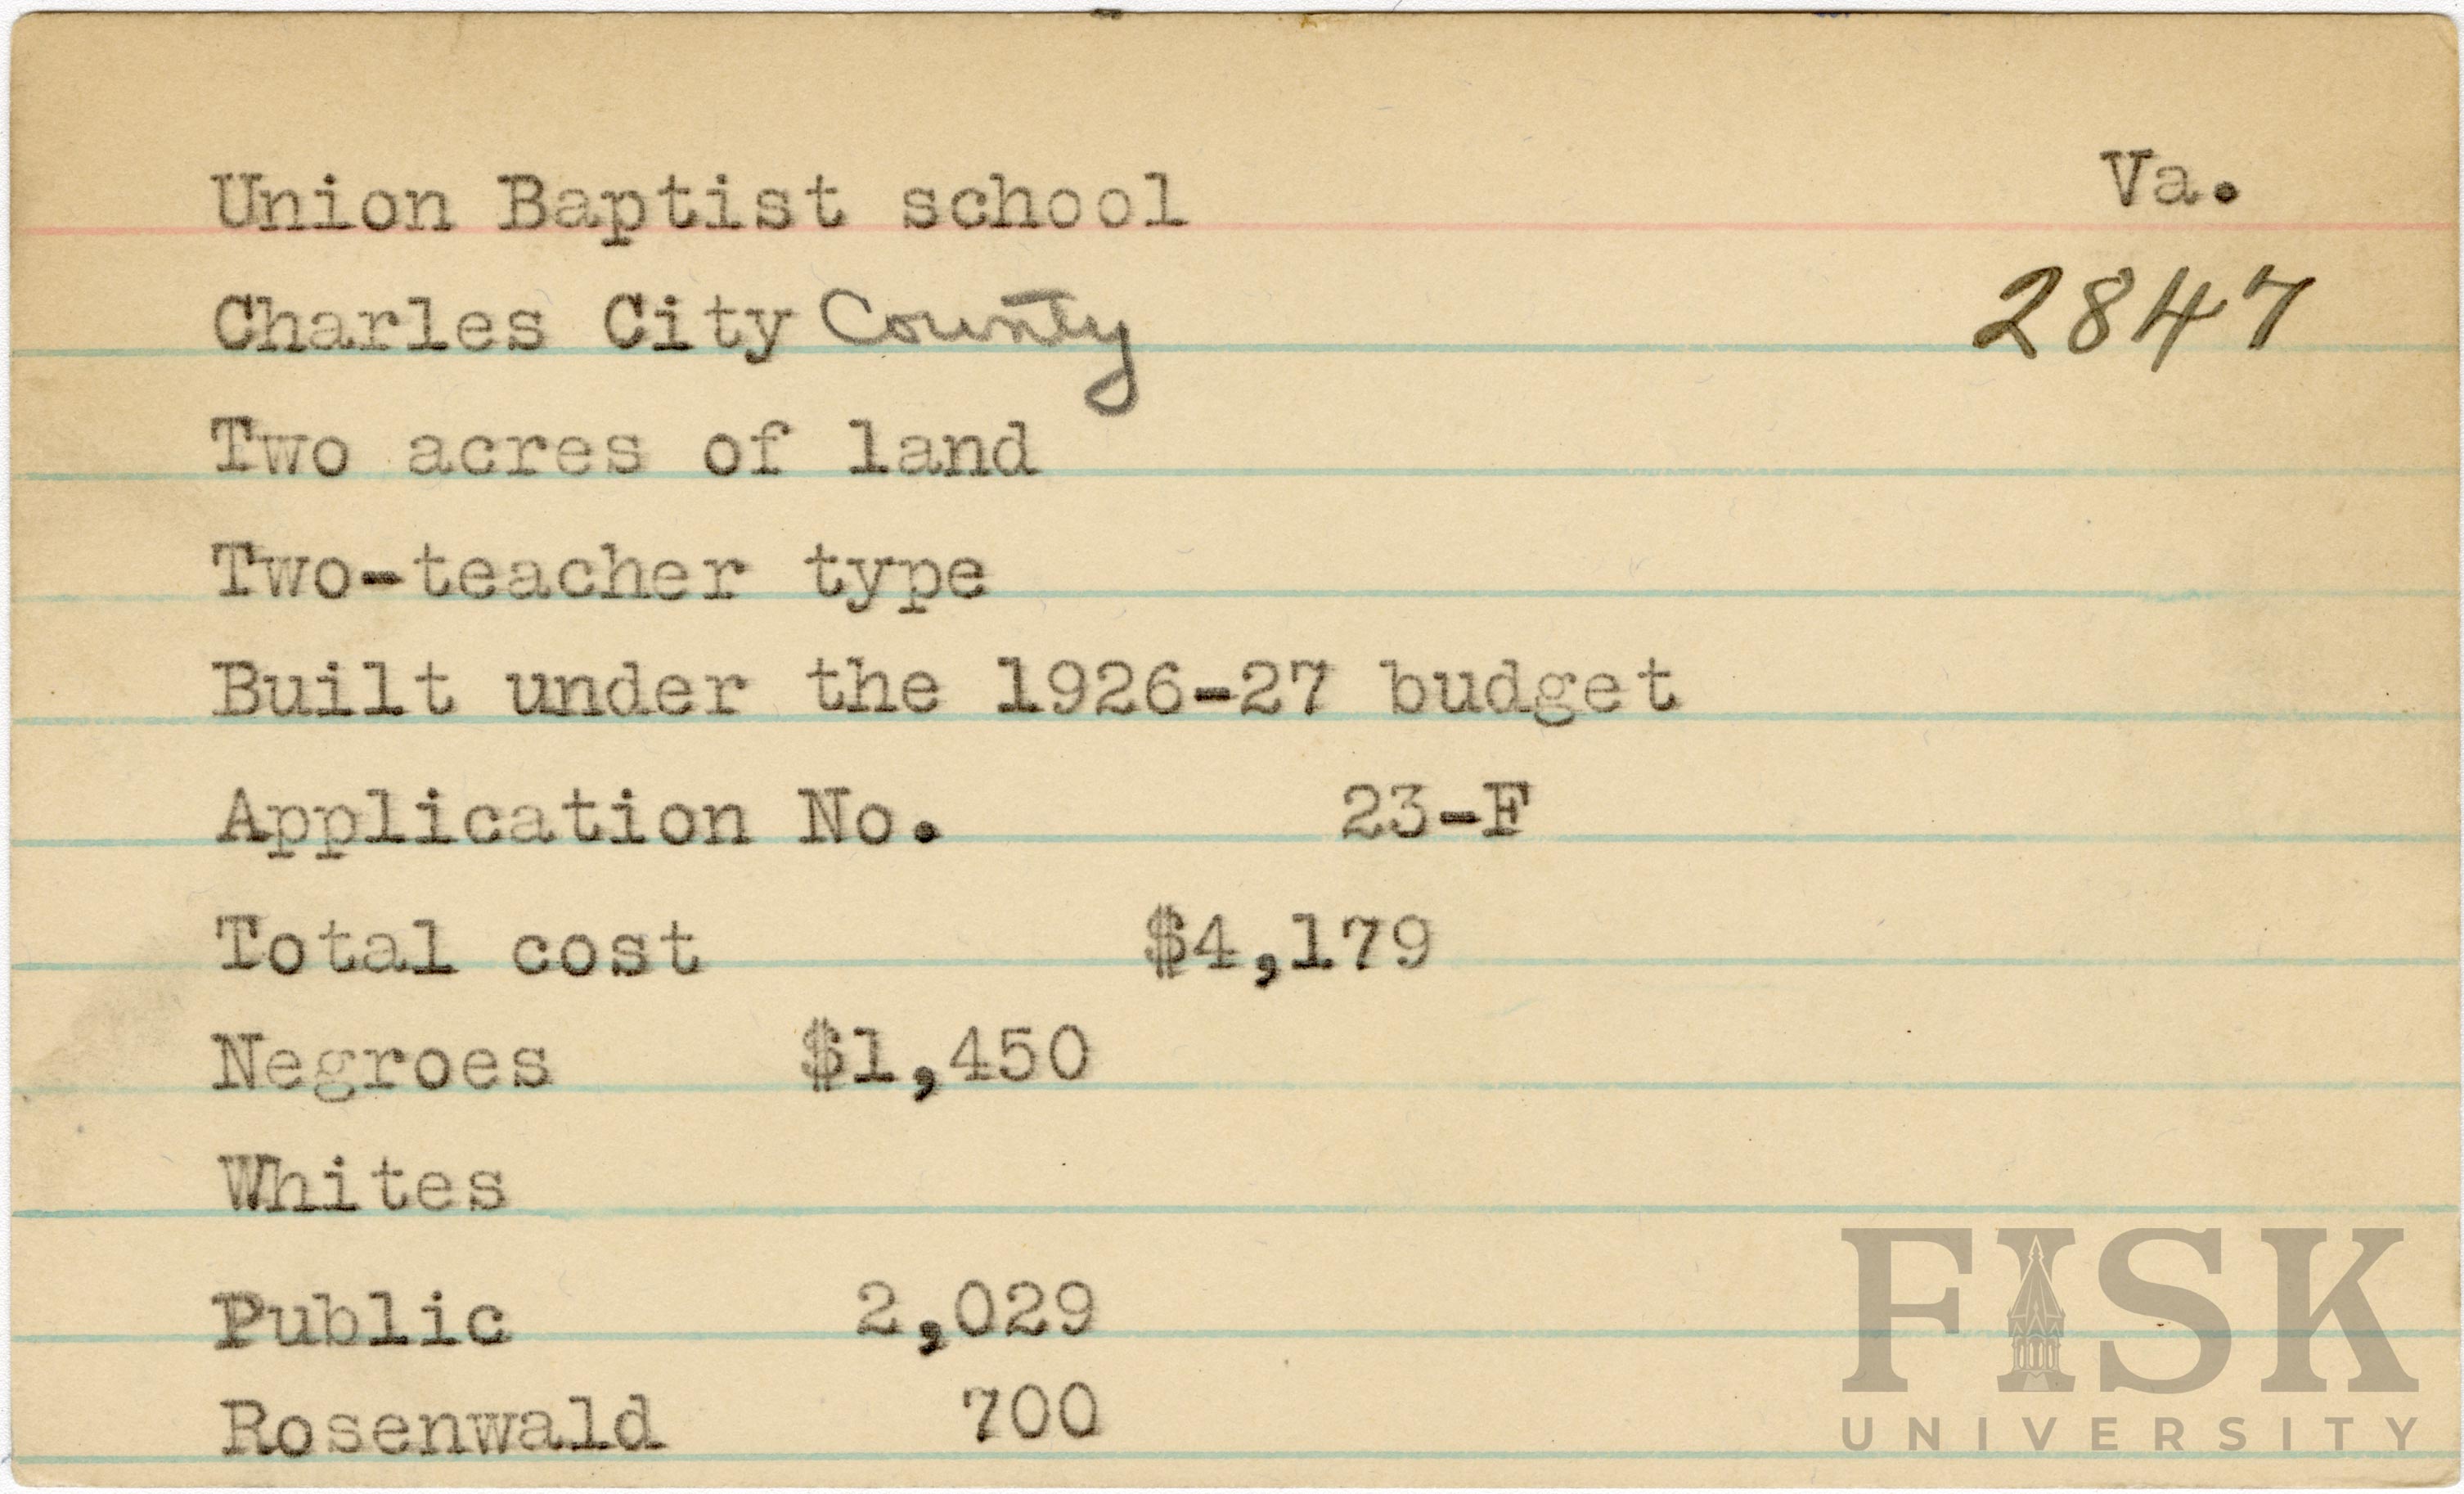 Union Baptist school Va.
Charles City County 2847
Two acres of land
Two-teacher type
Built under the 1926-27 budget
Application No. 23-F
Total cost $4,179
Negroes $1,450
Whites
Public 2,029
Rosenwald 700
FISK
UNIVERSITY